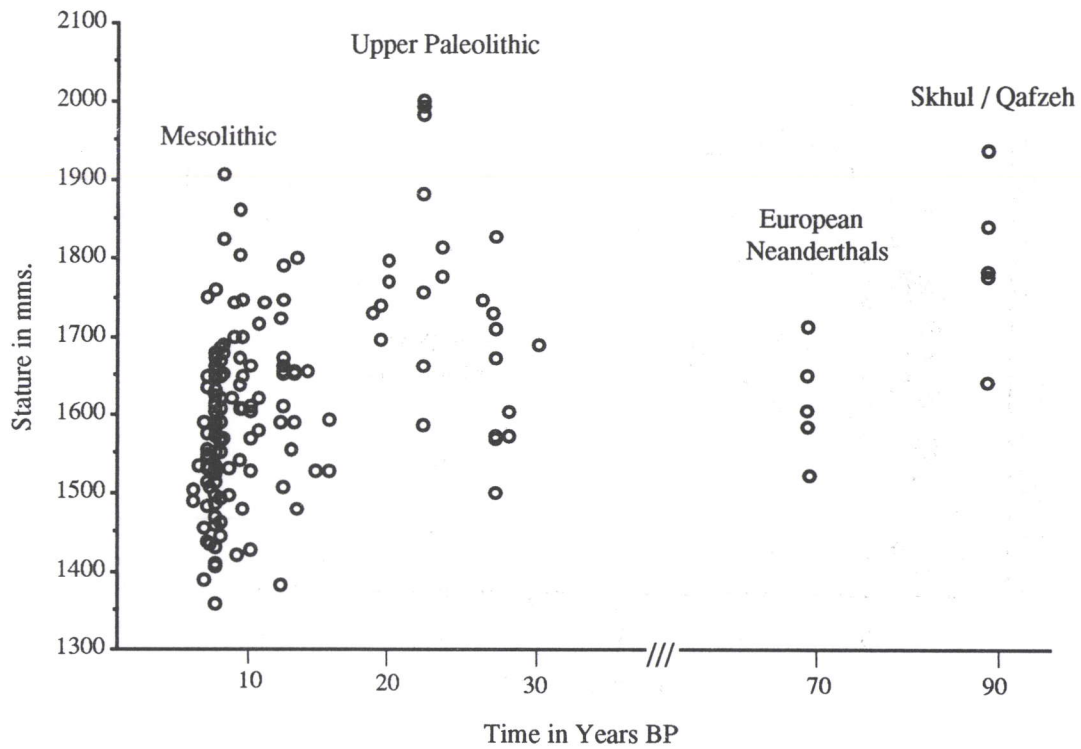 2100
Upper Paleolithic
2000
Skhul / Qafzeh
Mesolithic
1900
European
Neanderthals
1800
1700
1600
1500
1400
1300
Stature in mms.
10
20
30
70
90
Time in Years BP